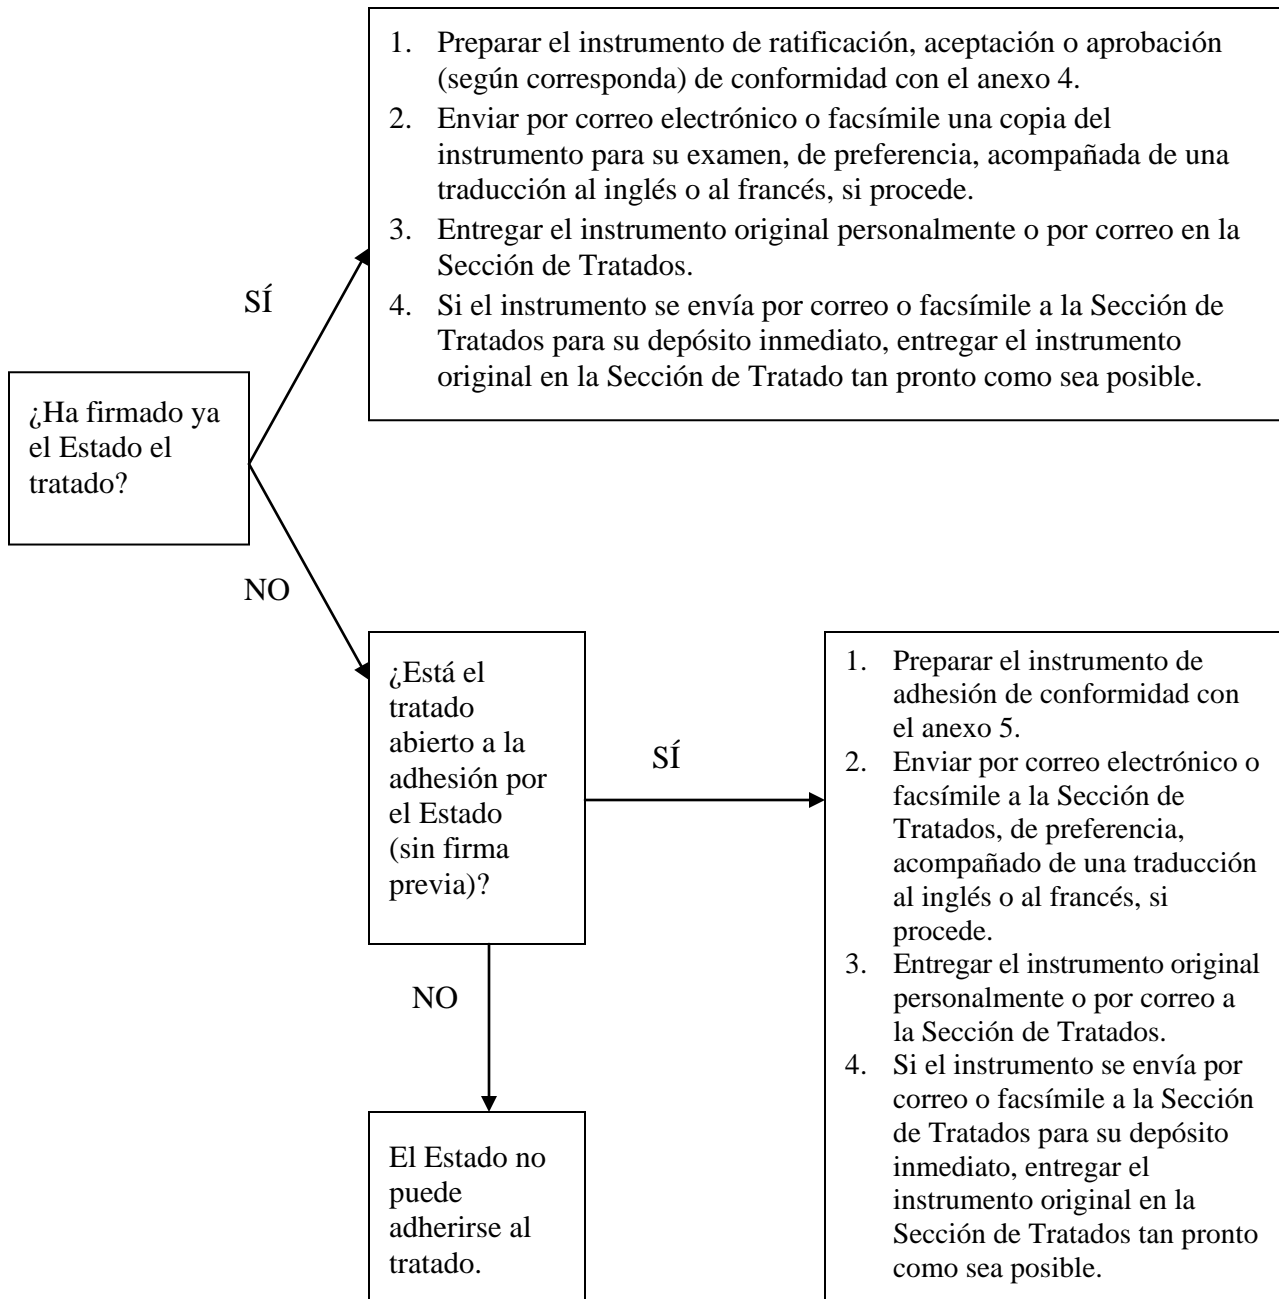 1. Preparar el instrumento de ratificación, aceptación o aprobación
(según corresponda) de conformidad con el anexo 4.
2. Enviar por correo electrónico o facsímile una copia del
instrumento para su examen, de preferencia, acompañada de una
traducción al inglés o al francés, si procede.
3. Entregar el instrumento original personalmente o por correo en la
Sección de Tratados.
4. Si el instrumento se envía por correo o facsímile a la Sección de
Tratados para su depósito inmediato, entregar el instrumento
original en la Sección de Tratado tan pronto como sea posible.
SÍ
¿Ha firmado ya
el Estado el
tratado?
NO
¿Está el
tratado
abierto a la
adhesión por
el Estado
(sin firma
previa)?
SÍ
1. Preparar el instrumento de
adhesión de conformidad con
el anexo 5.
2. Enviar por correo electrónico o
facsímile a la Sección de
Tratados, de preferencia,
acompañado de una traducción
al inglés o al francés, si
procede.
3. Entregar el instrumento original
personalmente o por correo a
la Sección de Tratados.
4. Si el instrumento se envía por
correo o facsímile a la Sección
de Tratados para su depósito
inmediato, entregar el
instrumento original en la
Sección de Tratados tan pronto
como sea posible.
NO
El Estado no
puede
adherirse al
tratado.